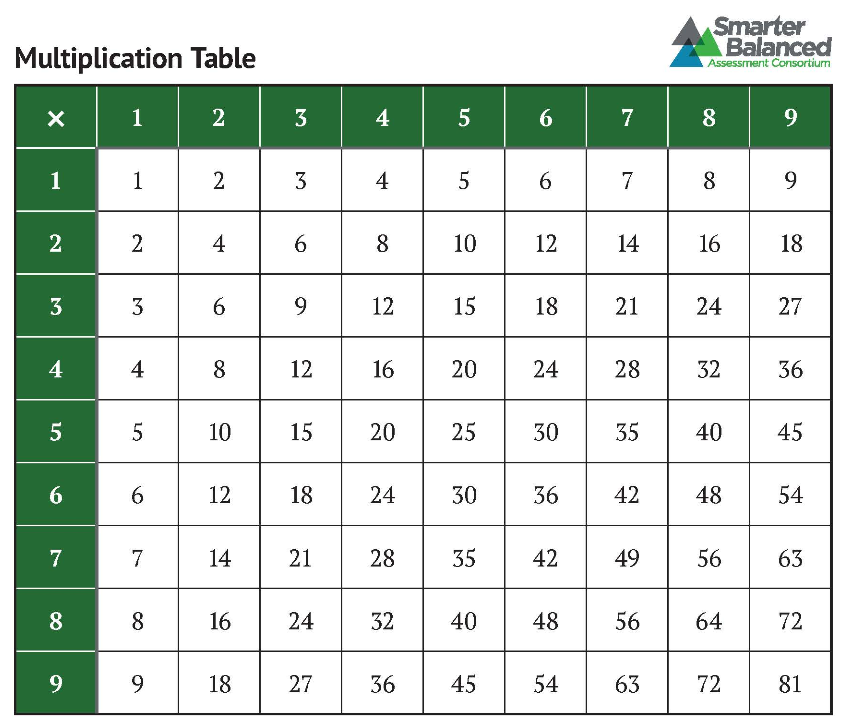 Smarter
Balanced
Assessment Consortium
Multiplication Table
× 1 2 3 4 5 6 7 8 9
1 1 2 3 4 5 6 7 8 9
2 2 4 6 8 10 12 14 16 18
3 3 6 9 12 15 18 21 24 27
4 4 8 12 16 20 24 28 32 36
5 5 10 15 20 25 30 35 40 45
6 6 12 18 24 30 36 42 48 54
7 7 14 21 28 35 42 49 56 63
8 8 16 24 32 40 48 56 64 72
9 9 18 27 36 45 54 63 72 81